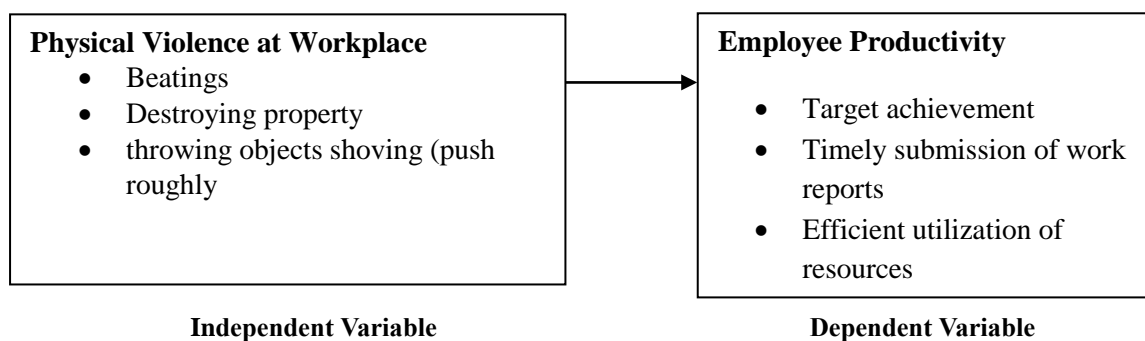 Physical Violence at Workplace
• Beatings
• Destroying property
• throwing objects shoving (push
roughly
Employee Productivity
• Target achievement
• Timely submission of work
reports
• Efficient utilization of
resources
Independent Variable
Dependent Variable